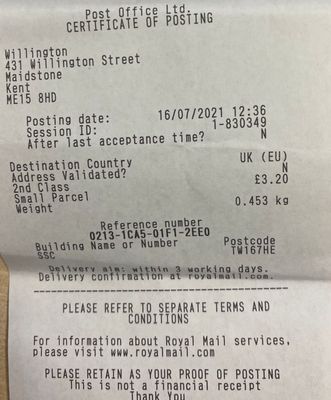 Post Office Ltd.
CERTIFICATE OF POSTING
Willington
431 Willington Street
Maidstone
Kent
ME15 8HD
Posting date: 16/07/2021 12:36
Session ID: 1-830349
After last acceptance time? N
Destination Country UK (EU)
Address Validated? N
2nd Class £3.20
Small Parcel
Weight 0.453 kg
Reference number
0213-1CA5-01F1-2EE0
Building Name or Number Postcode
SSC TW167HE
Delivery aim: within 3 working days.
Delivery confirmation at royalmail.com.
PLEASE REFER TO SEPARATE TERMS AND
CONDITIONS
For information about Royal Mail services,
please visit www.royalmail.com
PLEASE RETAIN AS YOUR PROOF OF POSTING
This is not a financial receipt
Thank You